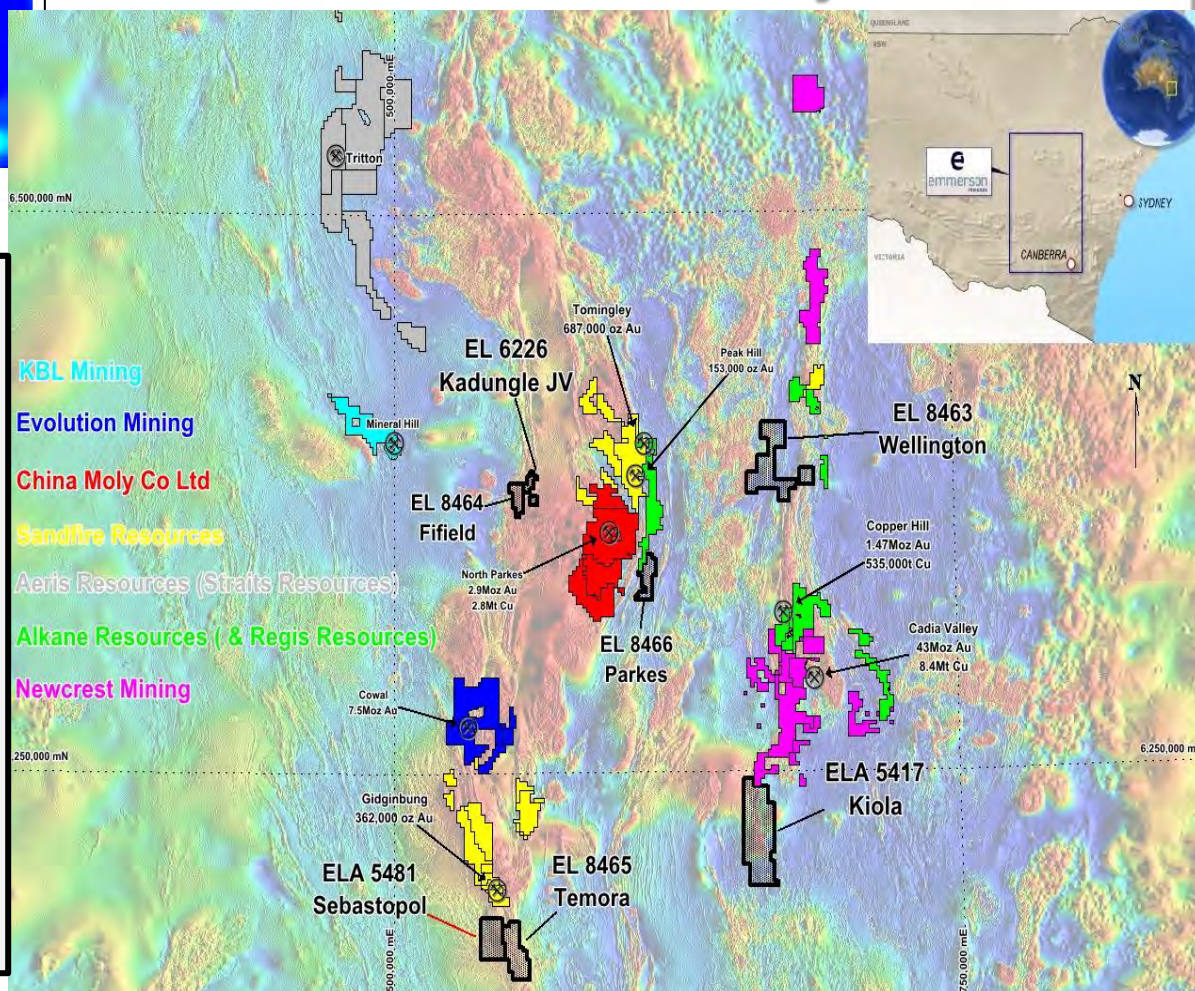 QUEENSLAND
NSW
emmerson
SYDNEY
CANBERRA
VICTORIA
500,000 mE
Tritton
6,500,000 mN
Tomingley
687,000 oz Au
EL 6226
Kadungle JV
Peak Hill
153,000 oz Au
N
KBL Mining
Evolution Mining
China Moly Co Ltd
Sandfire Resources
Aeris Resources (Straits Resources)
Alkane Resources ( & Regis Resources)
Newcrest Mining
Mineral Hill
EL 8463
Wellington
EL 8464
Fifield
Copper Hill
1.47Moz Au
535,000t Cu
North Parkes
2.9Moz Au
2.8Mt Cu
EL 8466
Parkes
Cadia Valley
43Moz Au
8.4Mt Cu
Cowal
7.5Moz Au
,250,000 mN
6,250,000 m
ELA 5417
Kiola
Gidginbung
362,000 oz Au
ELA 5481
Sebastopol
EL 8465
Temora
500,000 mE
750,000 mE